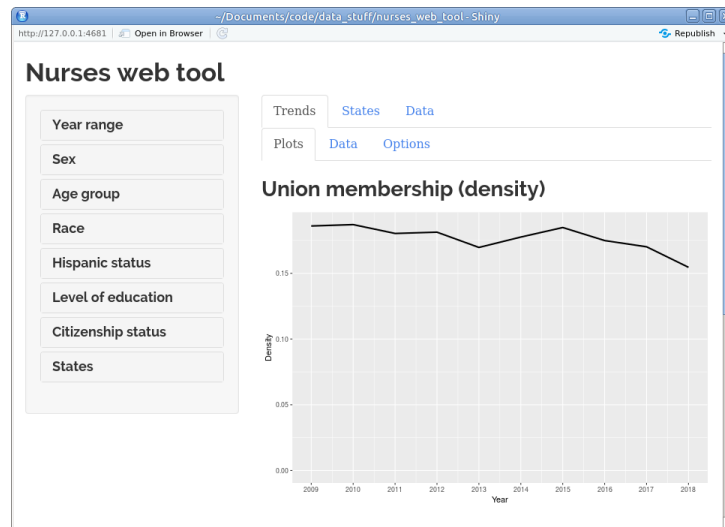 ~/Documents/code/data_stuff/nurses_web_tool - Shiny
http://127.0.0.1:4681 Open in Browser Republish
Nurses web tool
Year range
Sex
Age group
Race
Hispanic status
Level of education
Citizenship status
States
Trends States Data
Plots Data Options
Union membership (density)
Density
0.15
0.10
0.05
0.00
2009 2010 2011 2012 2013 2014 2015 2016 2017 2018
Year